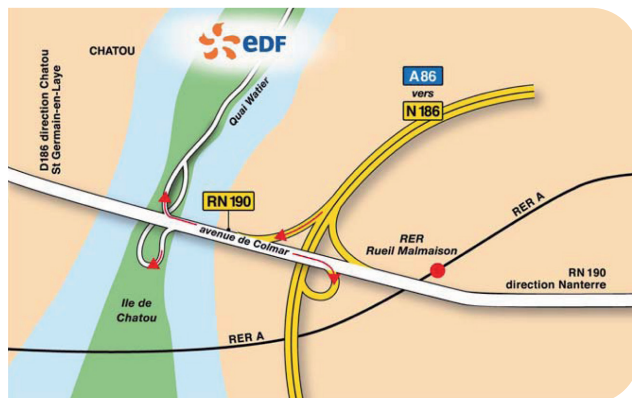 CHATOU
edf
D186 direction Chatou
St Germain-en-Laye
Quai Watier
A86
vers
N 186
RN 190
avenue de Colmar
RER
Rueil Malmaison
RER A
RN 190
direction Nanterre
Ile de
Chatou
RER A